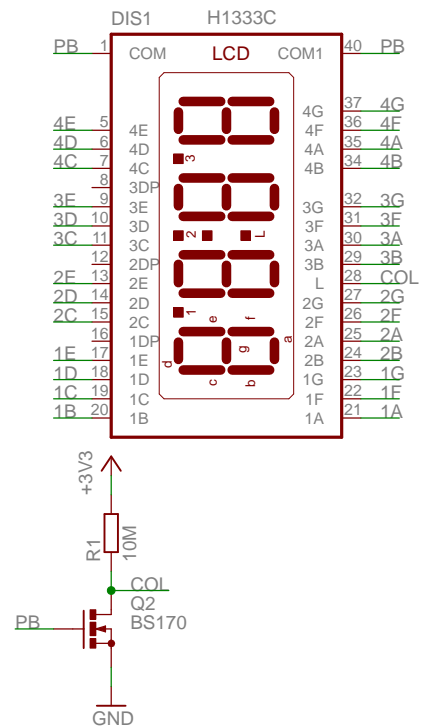 DIS1 H1333C
PB 1 COM LCD COM1 40 PB
4G 37 4G
4E 5 4E 4F 36 4F
4D 6 4D 4A 35 4A
4C 7 4C 3 4B 34 4B
8 3DP
3E 9 3E 3G 32 3G
3D 10 3D 3F 31 3F
3C 11 3C 2 L 3A 30 3A
12 2DP 3B 29 3B
2E 13 2E L 28 COL
2D 14 2D 2G 27 2G
2C 15 2C 1 e f 2F 26 2F
16 1DP 2A 25 2A
1E 17 1E d g a 2B 24 2B
1D 18 1D c b 1G 23 1G
1C 19 1C 1F 22 1F
1B 20 1B 1A 21 1A
+3V3
R1
10M
COL
Q2
PB BS170
GND